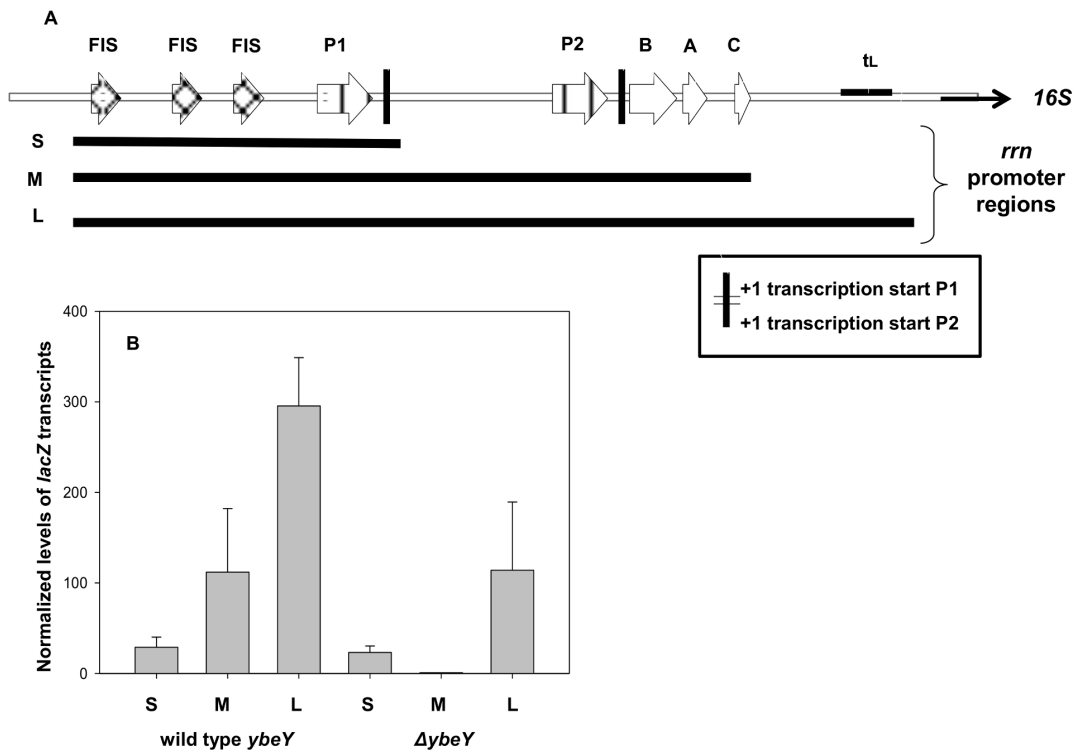 A
FIS FIS FIS P1 P2 B A C tL
16S
S
M
L
rrn
promoter
regions
+1 transcription start P1
+1 transcription start P2
B
Normalized levels of lacZ transcripts
400
300
200
100
0
S M L S M L
wild type ybeY ΔybeY